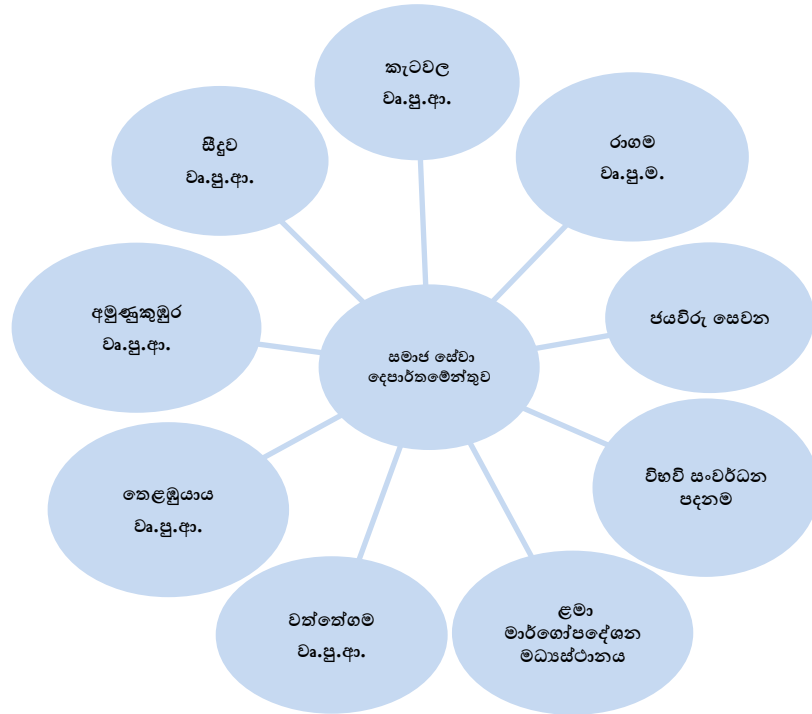 කැටවල
වෘ.පු.ආ.
රාගම
වෘ.පු.ම.
ජයවිරු සෙවන
විභවි සංවර්ධන
පදනම
ළමා
මාර්ගෝපදේශන
මධ්‍යස්ථානය
වත්තේගම
වෘ.පු.ආ.
තෙළඹුයාය
වෘ.පු.ආ.
අමුණුකුඹුර
වෘ.පු.ආ.
සීදුව
වෘ.පු.ආ.
සමාජ සේවා
දෙපාර්තමේන්තුව